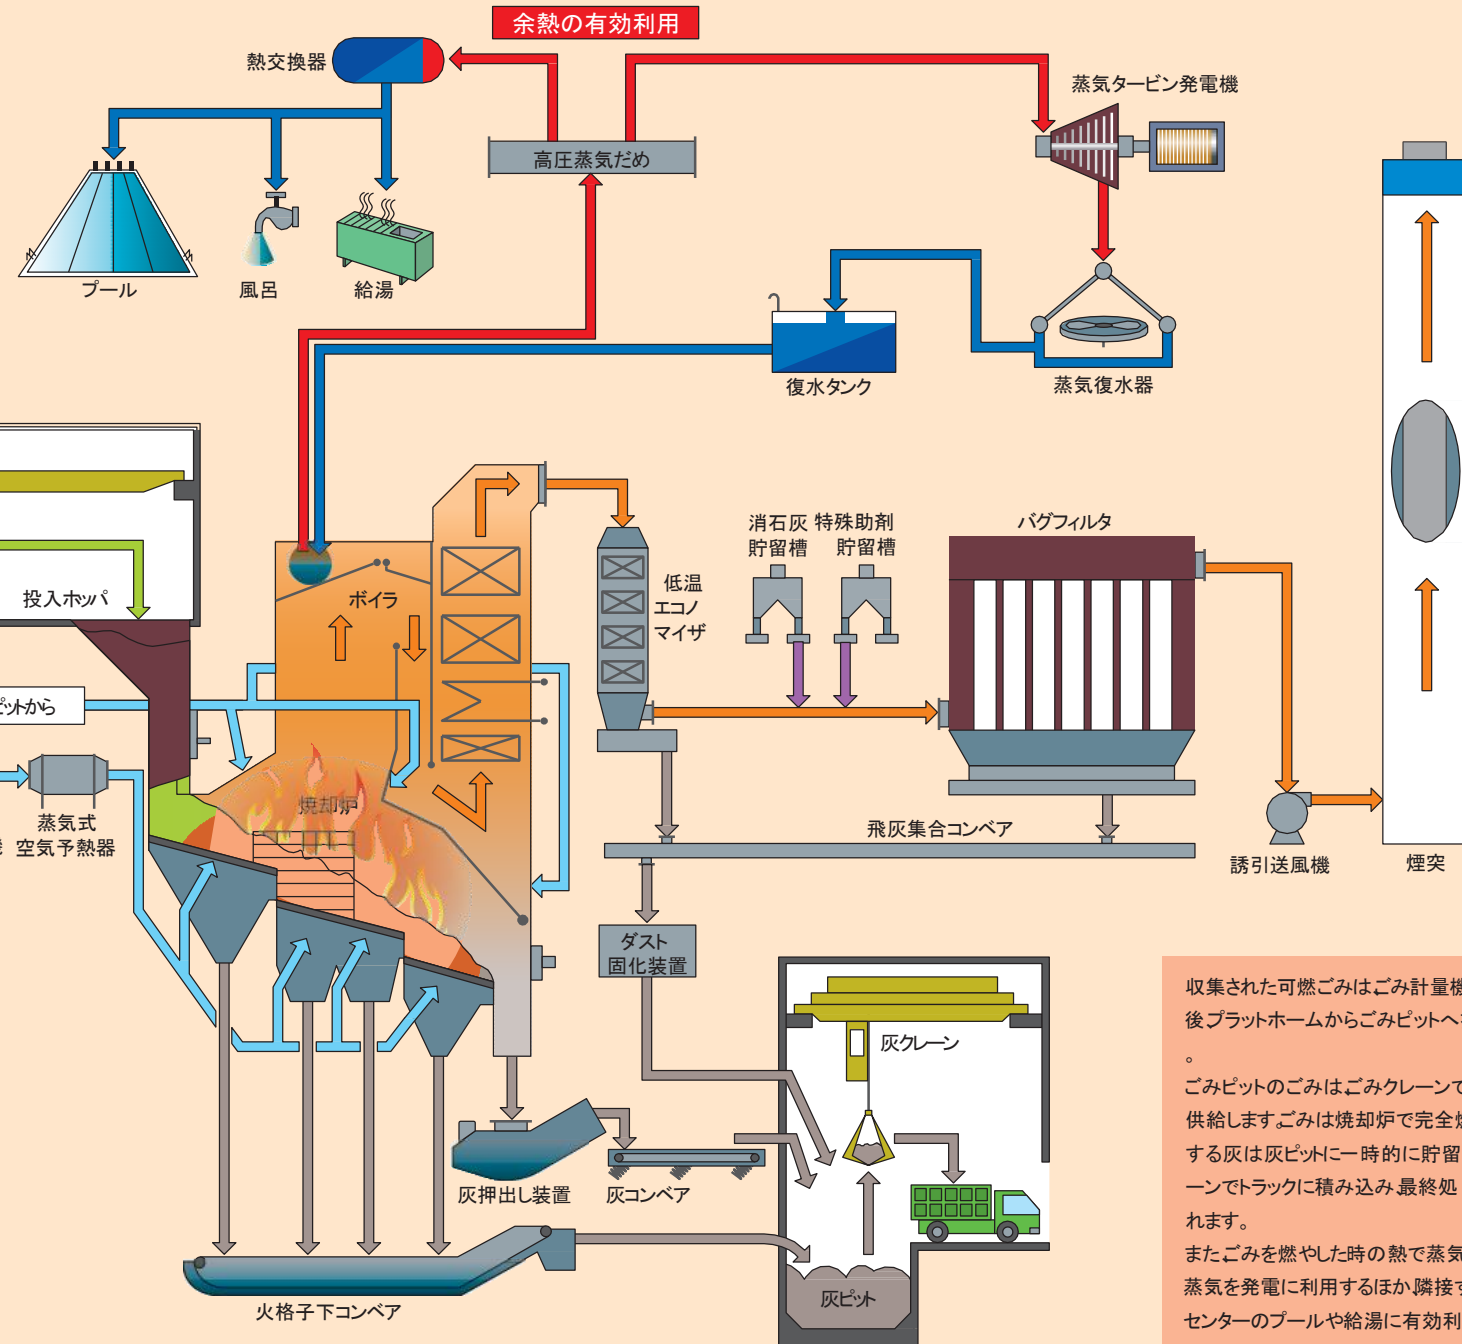 余熱の有効利用
熱交換器
蒸気タービン発電機
高圧蒸気だめ
プール
風呂
給湯
復水タンク
蒸気復水器
消石灰
貯留槽
特殊助剤
貯留槽
バグフィルタ
低温
エコノ
マイザ
投入ホッパ
ボイラ
ピットから
焼却炉
蒸気式
空気予熱器
飛灰集合コンベア
誘引送風機
煙突
ダスト
固化装置
灰クレーン
灰押出し装置
灰コンベア
灰ピット
火格子下コンベア
収集された可燃ごみは、ごみ計量機
後、プラットホームからごみピットへ
。
ごみピットのごみは、ごみクレーンで
供給します。ごみは焼却炉で完全
する灰は灰ピットに一時的に貯留
ーンでトラックに積み込み、最終処
れます。
また、ごみを燃やした時の熱で蒸気
蒸気を発電に利用するほか、隣接
センターのプールや給湯に有効利